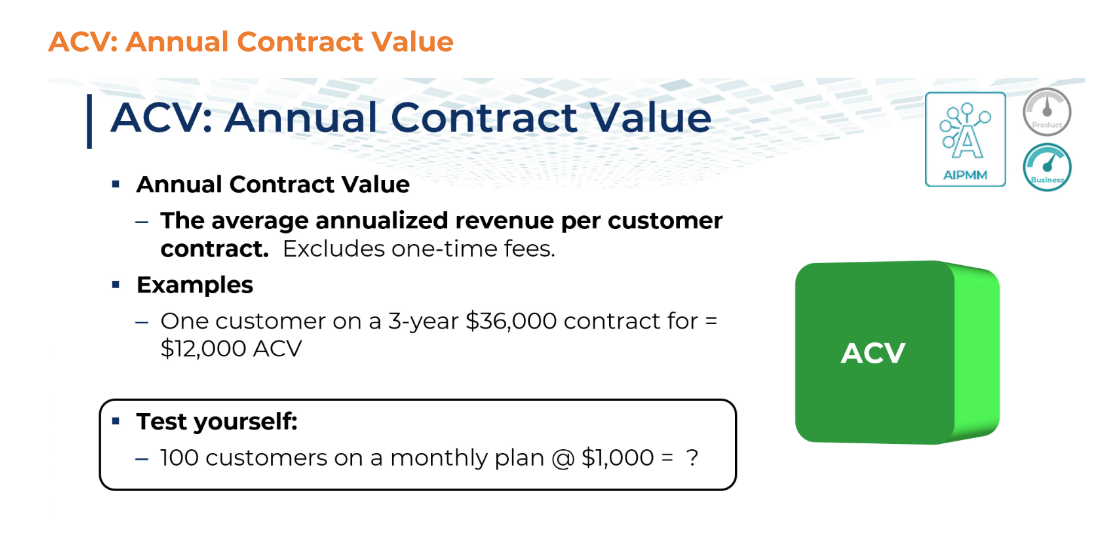 ACV: Annual Contract Value
ACV: Annual Contract Value
AIPMM
Product
Business
▪ Annual Contract Value
– The average annualized revenue per customer
contract.  Excludes one-time fees.
▪ Examples
– One customer on a 3-year $36,000 contract for =
$12,000 ACV
ACV
▪ Test yourself:
– 100 customers on a monthly plan @ $1,000 =  ?